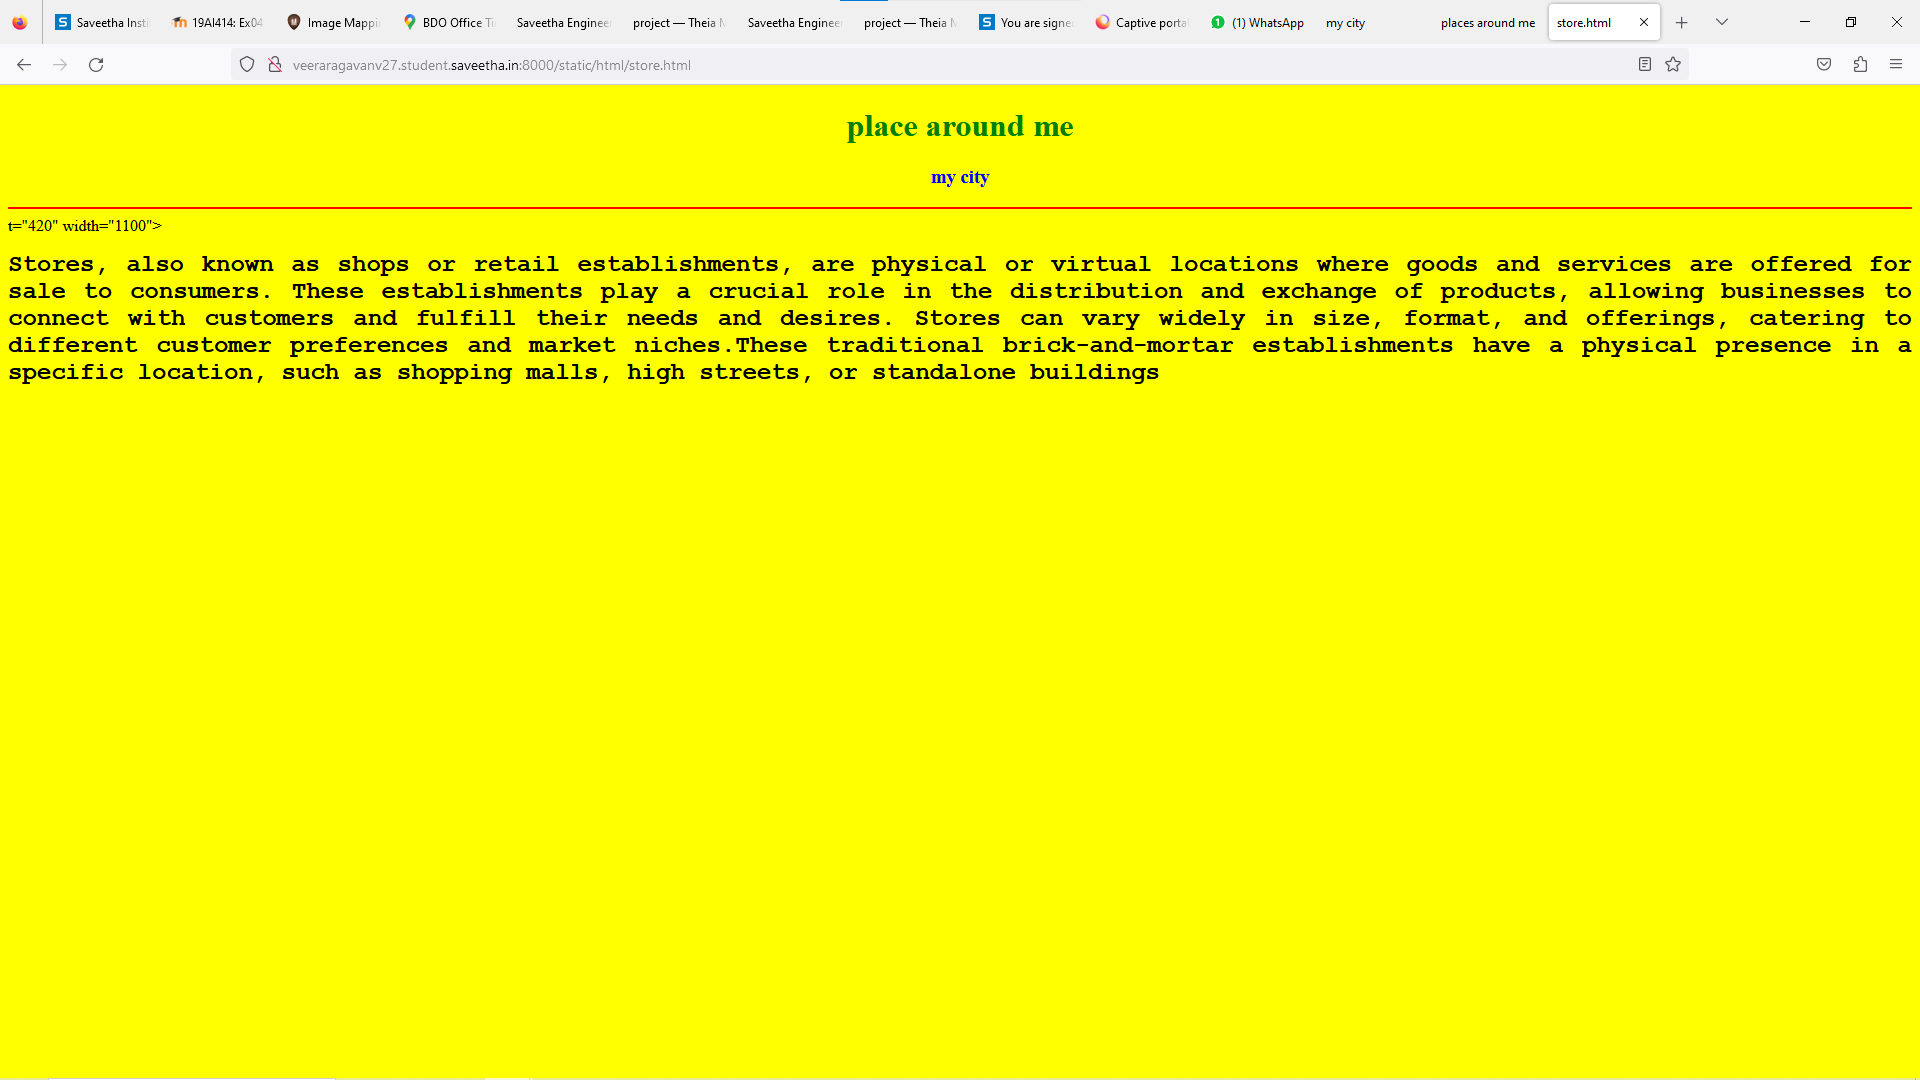 Saveetha Insti
19AI414: Ex04
Image Mappi
BDO Office Ti
Saveetha Enginee
project — Theia
Saveetha Enginee
project — Theia
You are signe
Captive porta
1
(1) WhatsApp
my city
places around me
store.html
veeraragavanv27.student.saveetha.in:8000/static/html/store.html
place around me
my city
t="420" width="1100">
Stores, also known as shops or retail establishments, are physical or virtual locations where goods and services are offered for
sale to consumers. These establishments play a crucial role in the distribution and exchange of products, allowing businesses to
connect with customers and fulfill their needs and desires. Stores can vary widely in size, format, and offerings, catering to
different customer preferences and market niches.These traditional brick-and-mortar establishments have a physical presence in a
specific location, such as shopping malls, high streets, or standalone buildings